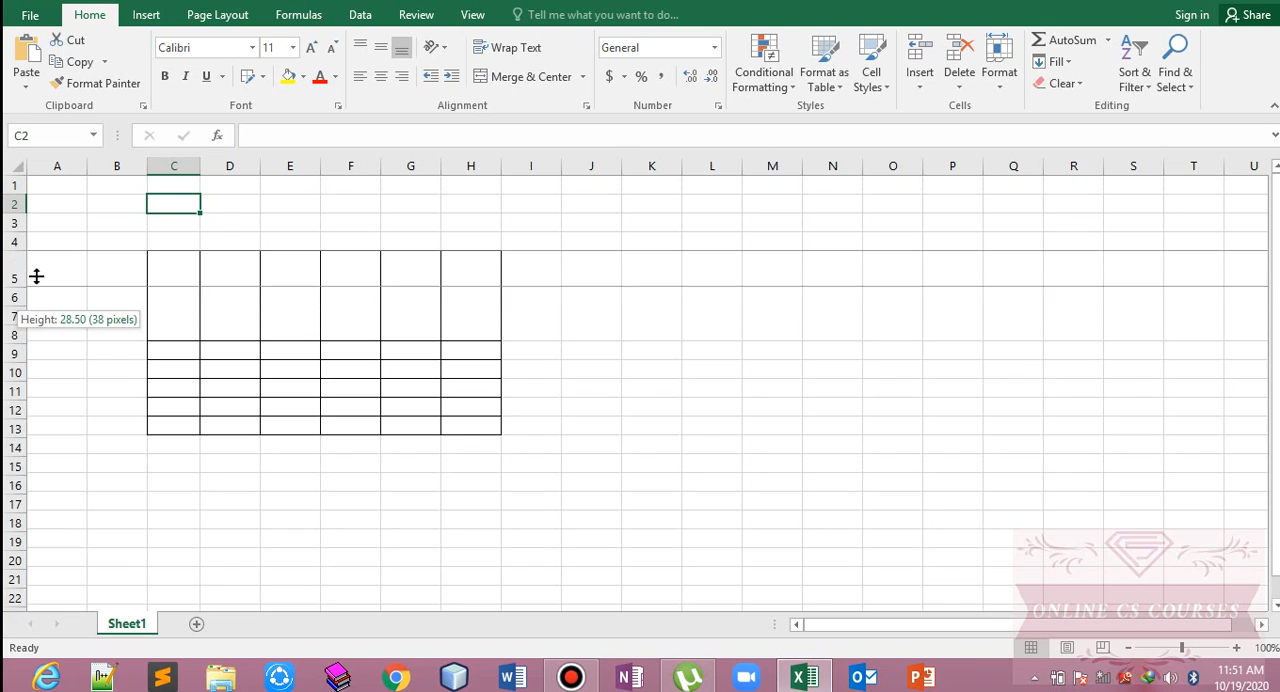 File Home Insert Page Layout Formulas Data Review View Tell me what you want to do... Sign in Share
Paste Cut Copy Format Painter Clipboard
Calibri 11 A A B I U A Font
Wrap Text Merge & Center Alignment
General $ % , .0 .00 Number
Conditional Formatting Format as Table Cell Styles Styles
Insert Delete Format Cells
AutoSum Fill Clear Sort & Filter Find & Select Editing
C2 fx
A B C D E F G H I J K L M N O P Q R S T U
1
2
3
4
5
6
7
Height: 28.50 (38 pixels)
8
9
10
11
12
13
14
15
16
17
18
19
20
21
22
ONLINE CS COURSES
Sheet1
Ready 100%
11:51 AM
10/19/2020